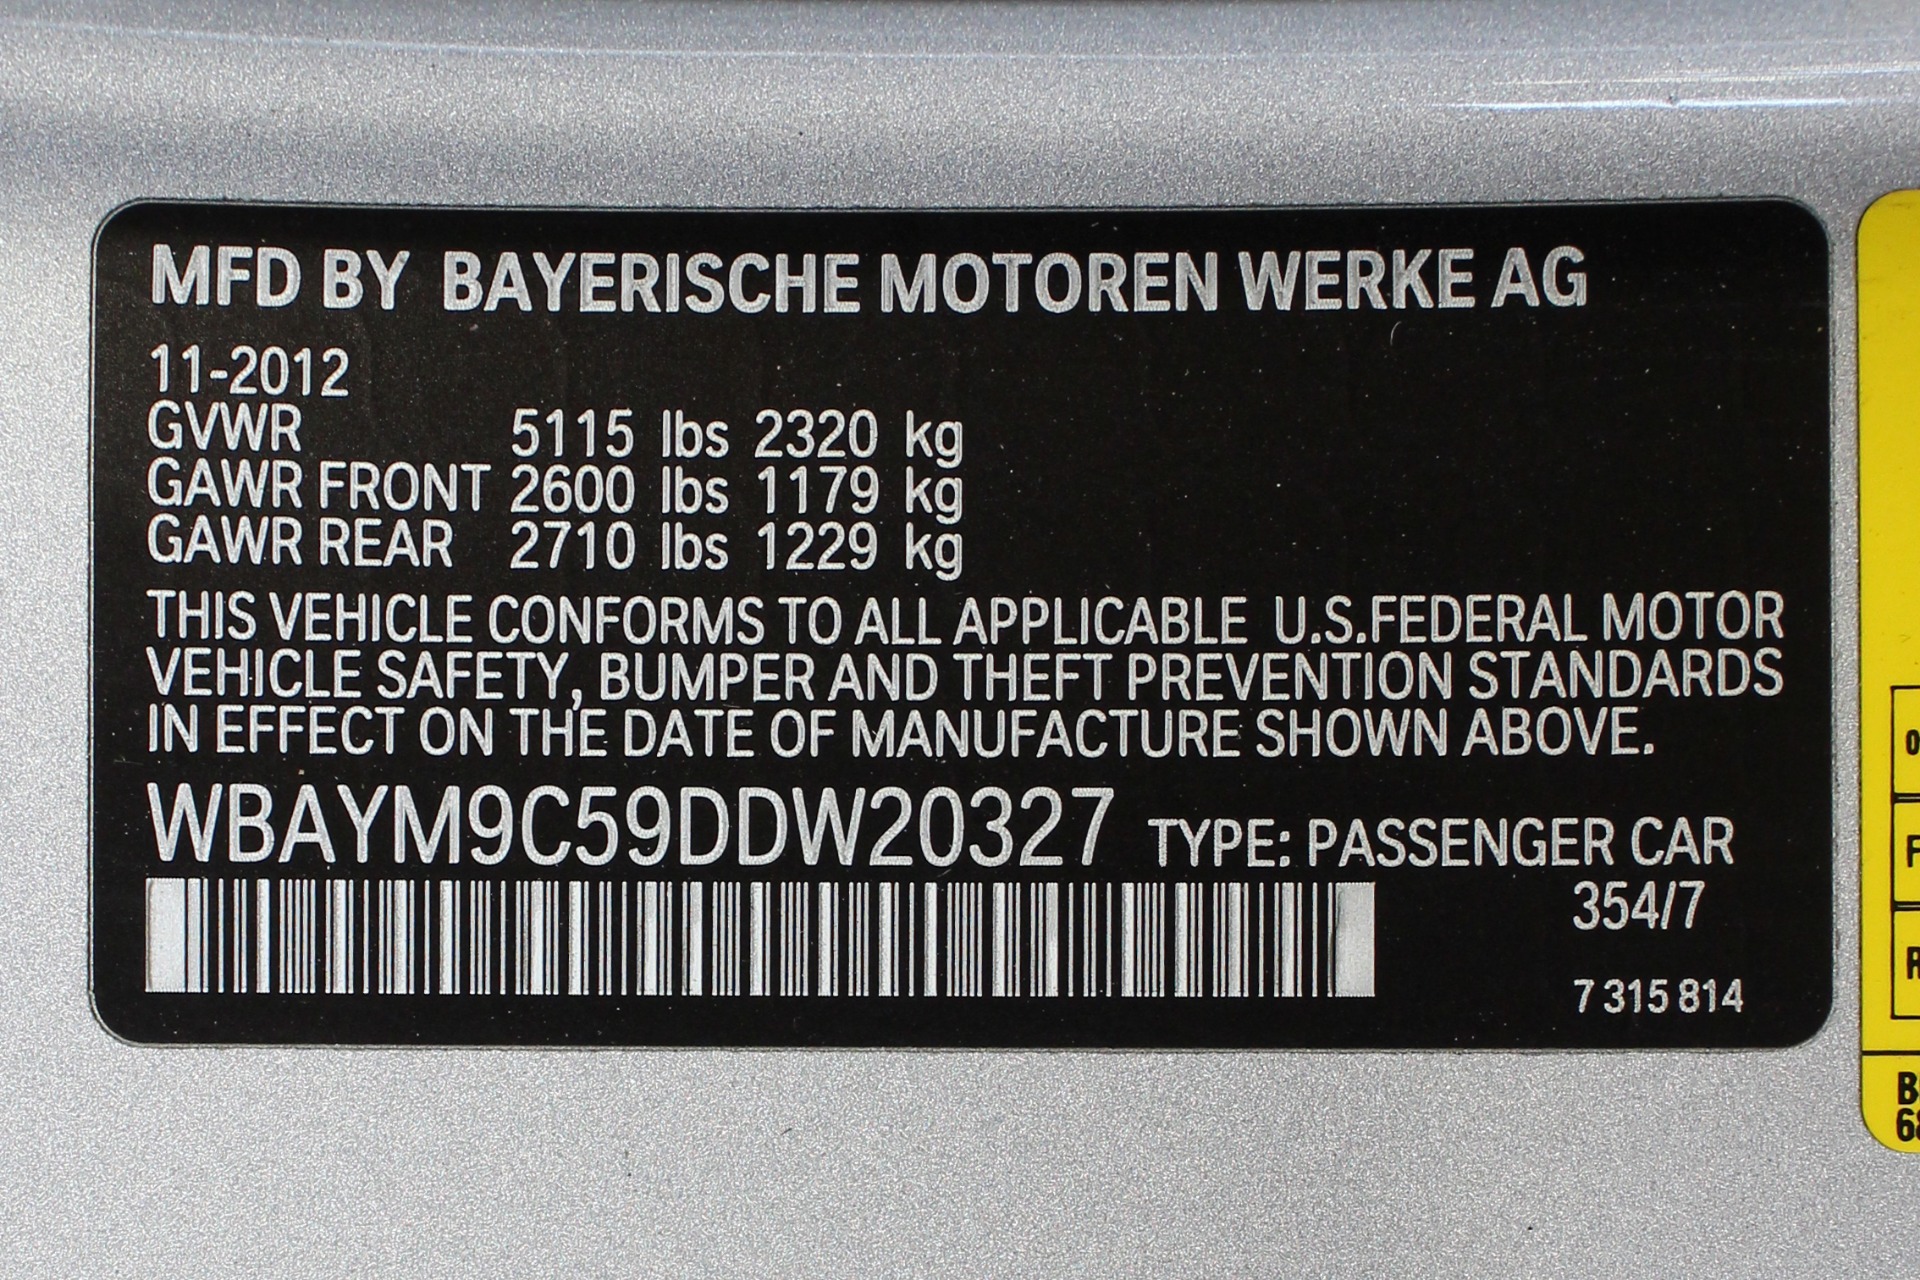 MFD BY BAYERISCHE MOTOREN WERKE AG
11-2012
GVWR 5115 lbs 2320 kg
GAWR FRONT 2600 lbs 1179 kg
GAWR REAR 2710 lbs 1229 kg
THIS VEHICLE CONFORMS TO ALL APPLICABLE U.S.FEDERAL MOTOR
VEHICLE SAFETY, BUMPER AND THEFT PREVENTION STANDARDS
IN EFFECT ON THE DATE OF MANUFACTURE SHOWN ABOVE.
WBAYM9C59DDW20327 TYPE: PASSENGER CAR
354/7
7 315 814